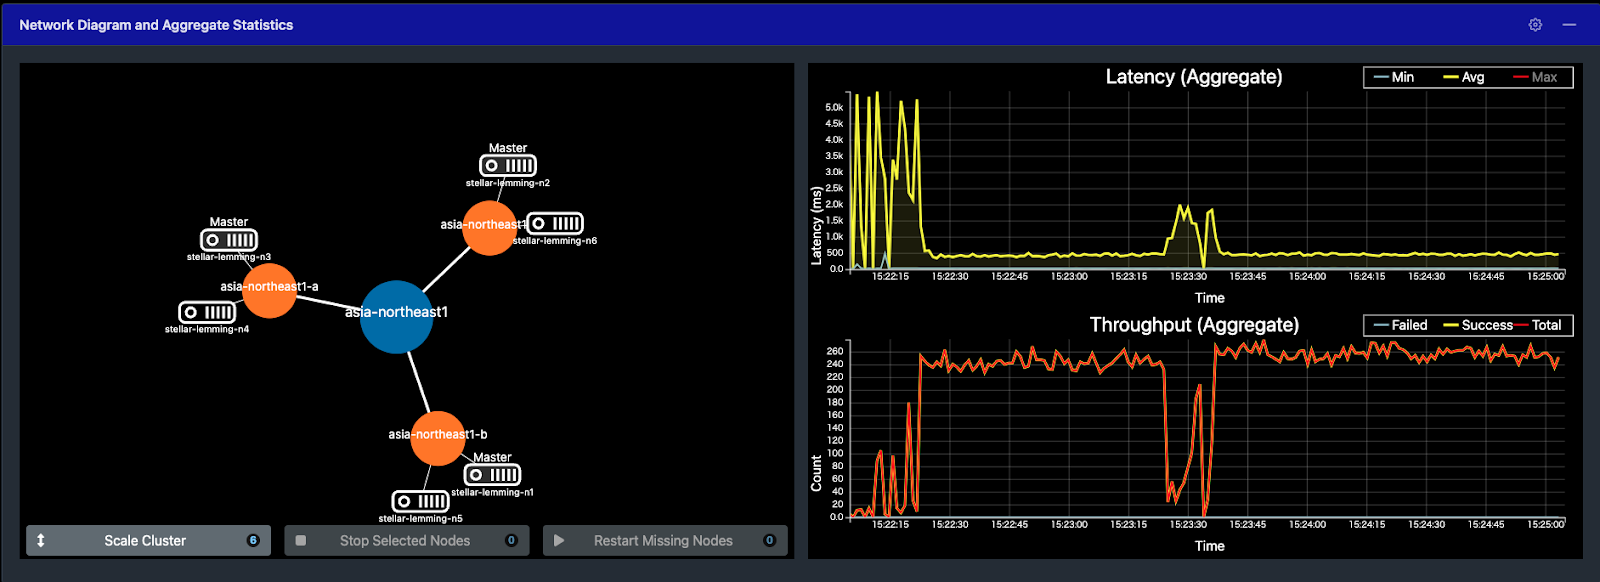 Network Diagram and Aggregate Statistics
Master
stellar-lemming-n2
asia-northeast1
stellar-lemming-n6
Master
stellar-lemming-n3
asia-northeast1-a
stellar-lemming-n4
asia-northeast1
asia-northeast1-b
Master
stellar-lemming-n1
stellar-lemming-n5
Scale Cluster 6
Stop Selected Nodes 0
Restart Missing Nodes 0
Latency (Aggregate)
Min Avg Max
5.0k
4.5k
4.0k
3.5k
3.0k
2.5k
2.0k
1.5k
1.0k
500
0.0
Latency (ms)
15:22:15 15:22:30 15:22:45 15:23:00 15:23:15 15:23:30 15:23:45 15:24:00 15:24:15 15:24:30 15:24:45 15:25:00
Time
Throughput (Aggregate)
Failed Success Total
260
240
220
200
180
160
140
120
100
80
60
40
20
0.0
Count
15:22:15 15:22:30 15:22:45 15:23:00 15:23:15 15:23:30 15:23:45 15:24:00 15:24:15 15:24:30 15:24:45 15:25:00
Time